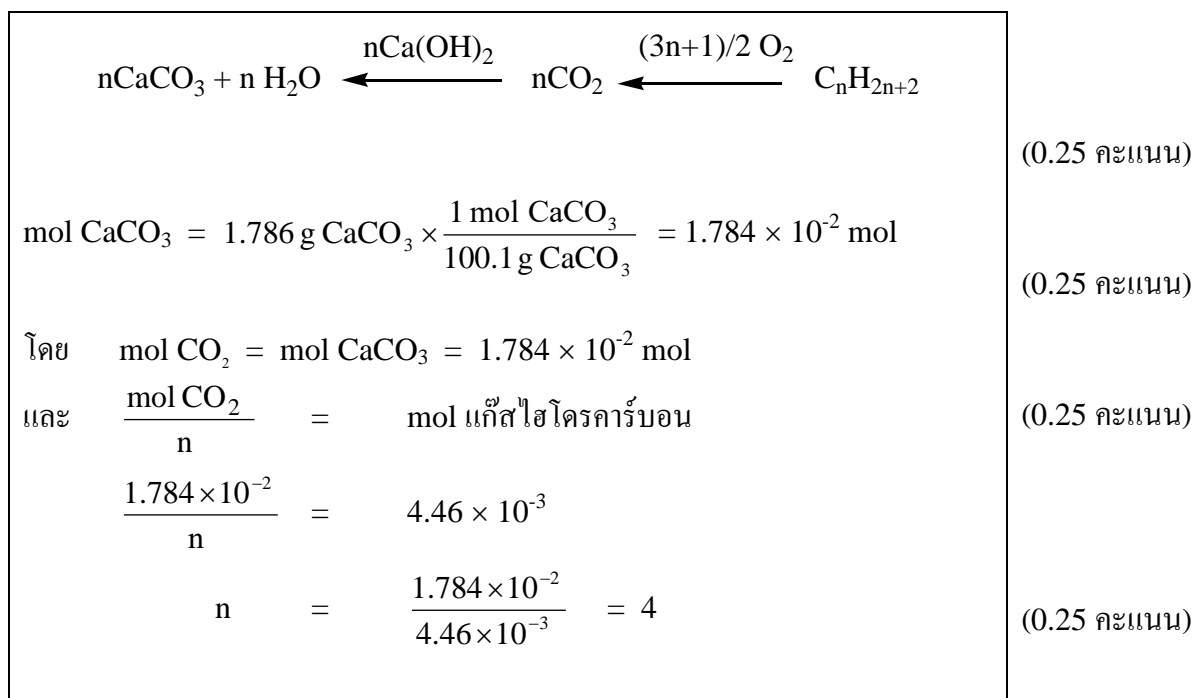 nCa(OH)₂ (3n+1)/2 O₂
nCaCO₃ + n H₂O ← nCO₂ ← CₙH₂ₙ₊₂
(0.25 คะแนน)
mol CaCO₃ = 1.786 g CaCO₃ × 1 mol CaCO₃ / 100.1 g CaCO₃ = 1.784 × 10⁻² mol
(0.25 คะแนน)
โดย mol CO₂ = mol CaCO₃ = 1.784 × 10⁻² mol
และ mol CO₂ / n = mol แก๊สไฮโดรคาร์บอน (0.25 คะแนน)
1.784×10⁻² / n = 4.46 × 10⁻³
n = 1.784×10⁻² / 4.46×10⁻³ = 4 (0.25 คะแนน)